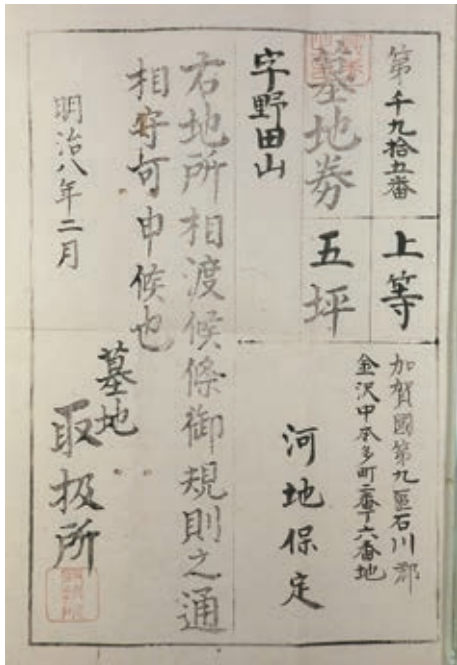 第千九拾五番
上等
加賀國第九區石川郡
金沢中本多町二番丁六番地
墓地券
五坪
河地保定
字野田山
右地所相渡候條御規則之通
相守可申候也
明治八年二月
墓地
取扱所